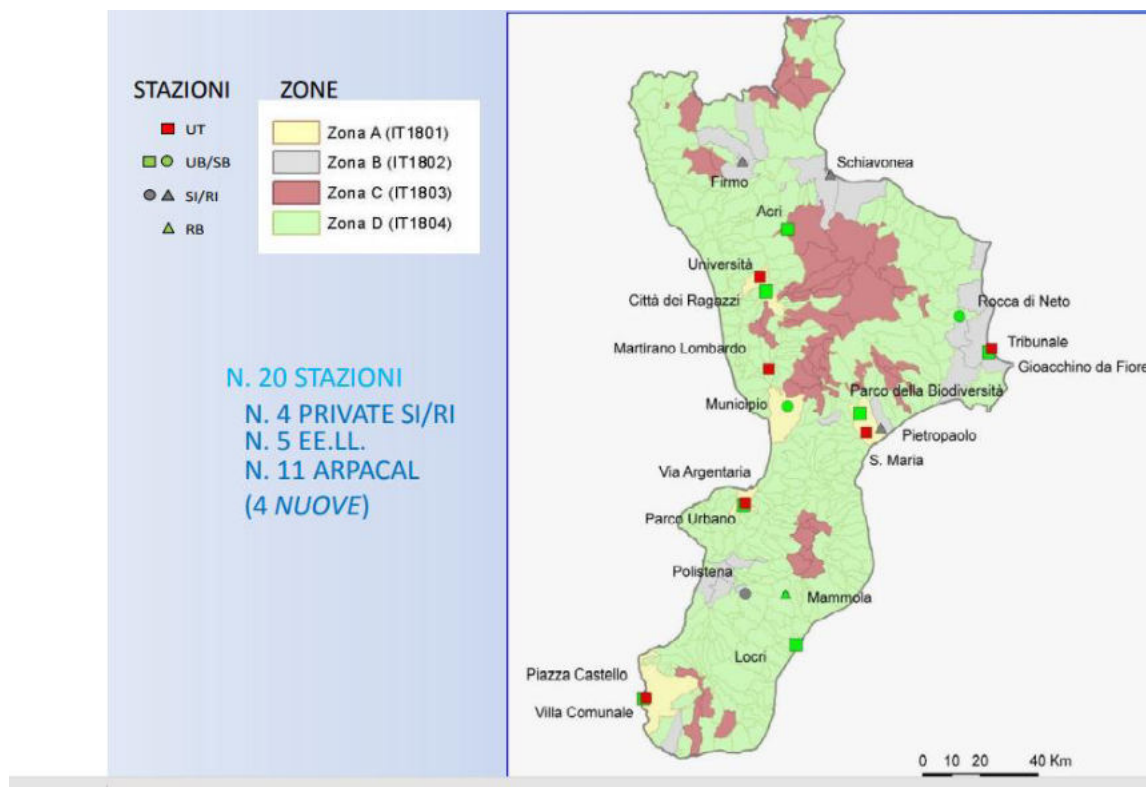 STAZIONI
UT
UB/SB
SI/RI
RB
ZONE
Zona A (IT1801)
Zona B (IT1802)
Zona C (IT1803)
Zona D (IT1804)
N. 20 STAZIONI
N. 4 PRIVATE SI/RI
N. 5 EE.LL.
N. 11 ARPACAL
(4 NUOVE)
Schiavonea
Firmo
Acri
Università
Città dei Ragazzi
Rocca di Neto
Martirano Lombardo
Tribunale
Gioacchino da Fiore
Parco della Biodiversità
Municipio
Pietropaolo
S. Maria
Via Argentaria
Parco Urbano
Polistena
Mammola
Locri
Piazza Castello
Villa Comunale
0 10 20 40 Km